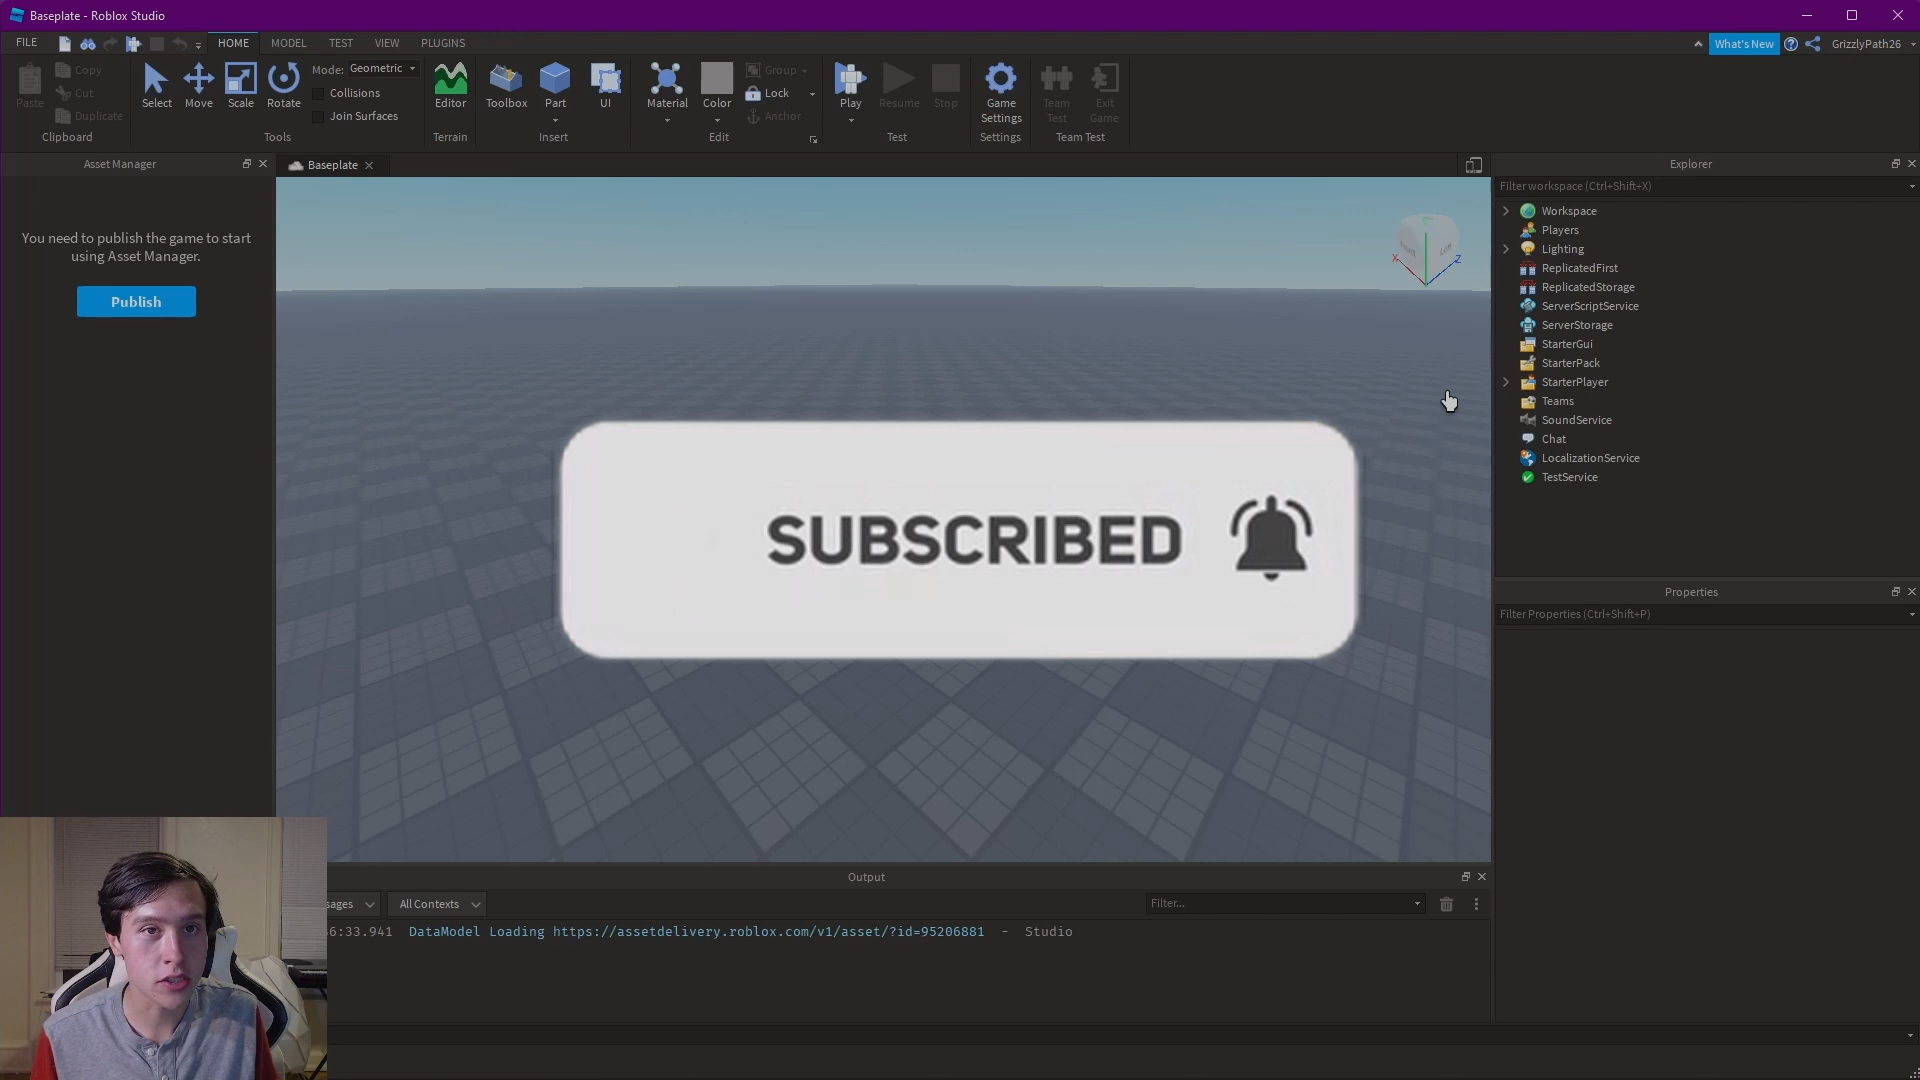 Baseplate - Roblox Studio
FILE HOME MODEL TEST VIEW PLUGINS What's New GrizzlyPath26
Paste Copy Cut Duplicate
Clipboard
Select Move Scale Rotate Mode: Geometric
Collisions
Join Surfaces
Tools
Editor
Terrain
Toolbox Part UI
Insert
Material Color Group Lock Anchor
Edit
Play Resume Stop
Test
Game Settings
Settings
Team Test Exit Game
Team Test
Asset Manager
You need to publish the game to start
using Asset Manager.
Publish
Baseplate
X Z
SUBSCRIBED
Explorer
Filter workspace (Ctrl+Shift+X)
Workspace
Players
Lighting
ReplicatedFirst
ReplicatedStorage
ServerScriptService
ServerStorage
StarterGui
StarterPack
StarterPlayer
Teams
SoundService
Chat
LocalizationService
TestService
Properties
Filter Properties (Ctrl+Shift+P)
Output
sages All Contexts Filter...
6:33.941 DataModel Loading https://assetdelivery.roblox.com/v1/asset/?id=95206881 - Studio